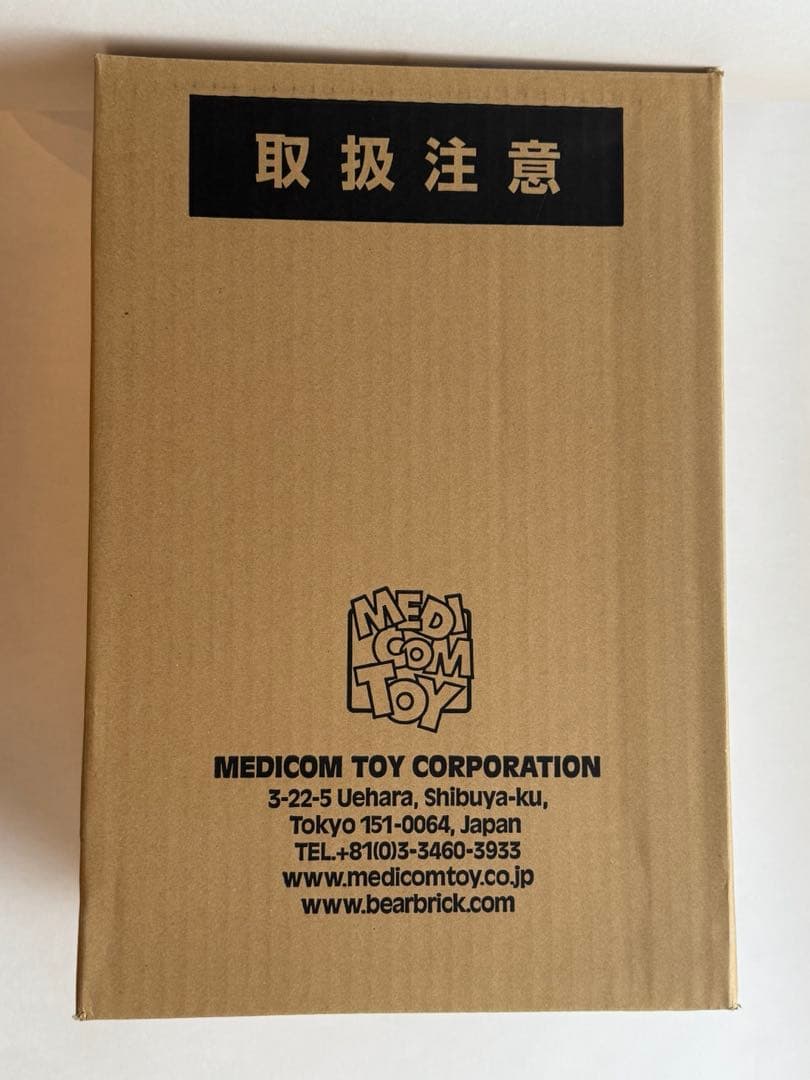 取扱注意
MEDI
COM
TOY
MEDICOM TOY CORPORATION
3-22-5 Uehara, Shibuya-ku,
Tokyo 151-0064, Japan
TEL.+81(0)3-3460-3933
www.medicomtoy.co.jp
www.bearbrick.com